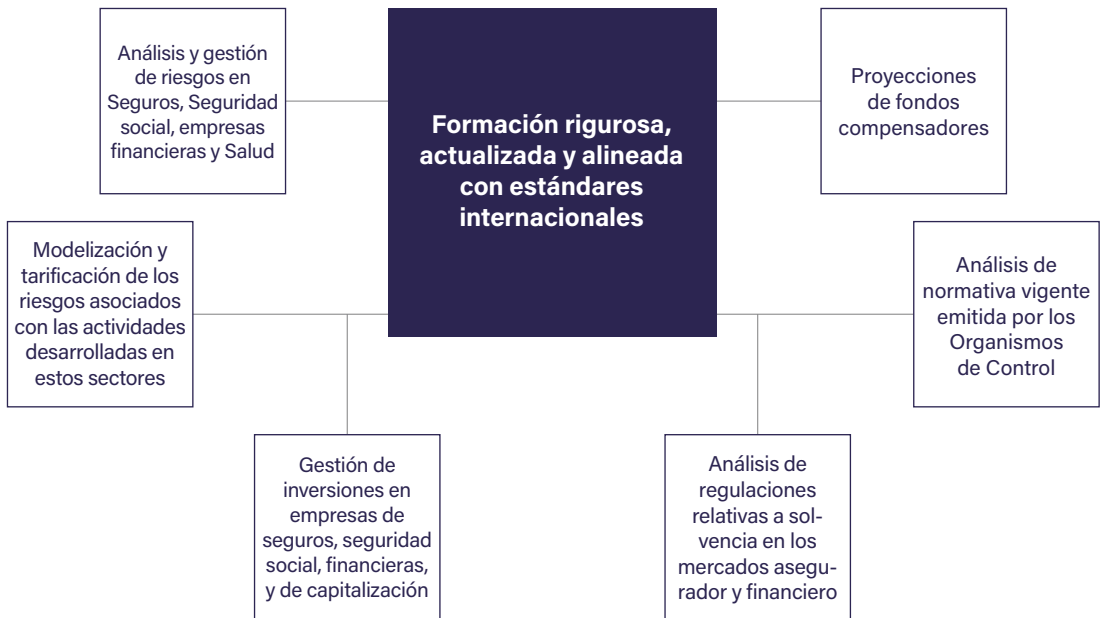 Análisis y gestión
de riesgos en
Seguros, Seguridad
social, empresas
financieras y Salud
Formación rigurosa,
actualizada y alineada
con estándares
internacionales
Proyecciones
de fondos
compensadores
Modelización y
tarificación de los
riesgos asociados
con las actividades
desarrolladas en
estos sectores
Análisis de
normativa vigente
emitida por los
Organismos
de Control
Gestión de
inversiones en
empresas de
seguros, seguridad
social, financieras,
y de capitalización
Análisis de
regulaciones
relativas a sol-
vencia en los
mercados asegu-
rador y financiero